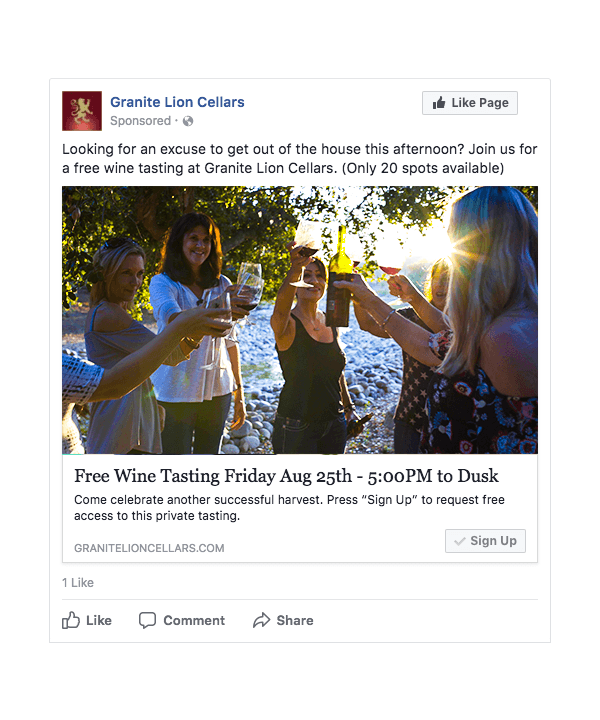 Granite Lion Cellars
Sponsored ·
Like Page
Looking for an excuse to get out of the house this afternoon? Join us for
a free wine tasting at Granite Lion Cellars. (Only 20 spots available)
Free Wine Tasting Friday Aug 25th - 5:00PM to Dusk
Come celebrate another successful harvest. Press “Sign Up” to request free
access to this private tasting.
GRANITELIONCELLARS.COM
Sign Up
1 Like
Like Comment Share